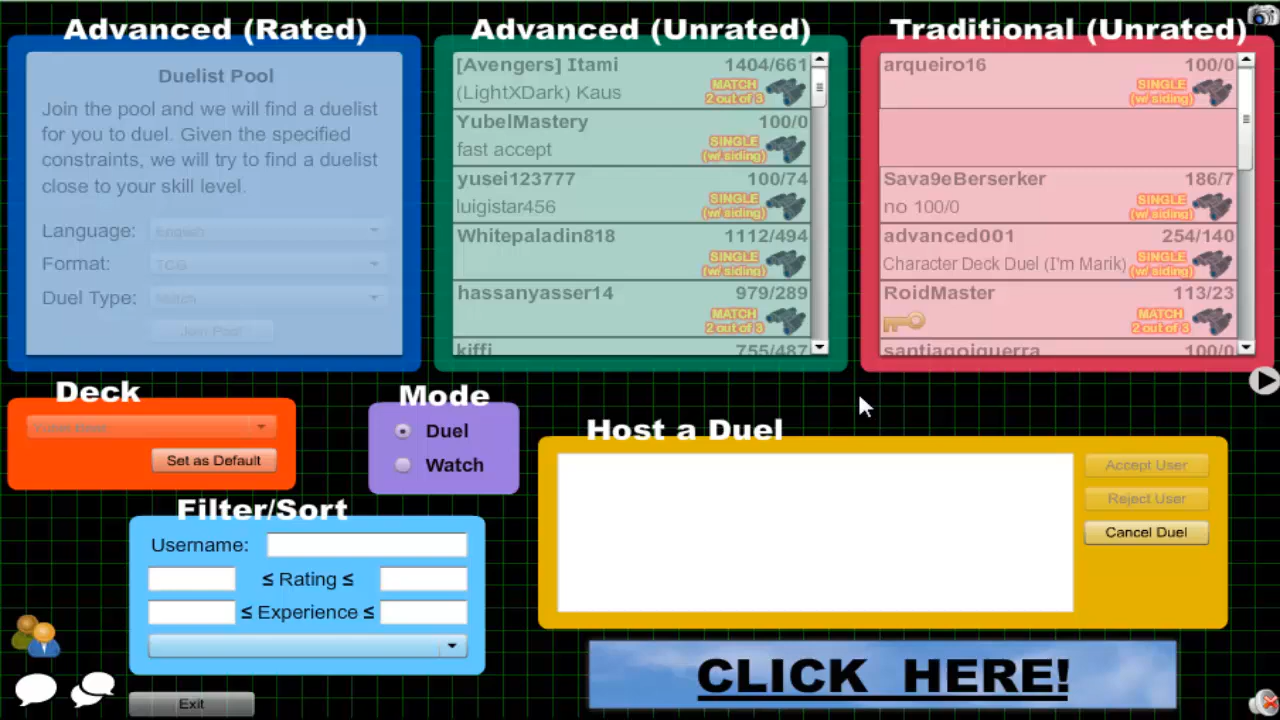 Advanced (Rated)
Duelist Pool
Join the pool and we will find a duelist
for you to duel. Given the specified
constraints, we will try to find a duelist
close to your skill level.
Language: English
Format: TCG
Duel Type: Match
Join Pool
Advanced (Unrated)
[Avengers] Itami 1404/661
(LightXDark) Kaus MATCH 2 out of 3
YubelMastery 100/0
fast accept SINGLE (w/ siding)
yusei123777 100/74
luigistar456 SINGLE (w/ siding)
Whitepaladin818 1112/494
SINGLE (w/ siding)
hassanyasser14 979/289
MATCH 2 out of 3
kiffi 755/487
Traditional (Unrated)
arqueiro16 100/0
SINGLE (w/ siding)
Sava9eBerserker 186/7
no 100/0 SINGLE (w/ siding)
advanced001 254/140
Character Deck Duel (I'm Marik) SINGLE (w/ siding)
RoidMaster 113/23
MATCH 2 out of 3
santiagoiguerra 100/0
Deck
Set as Default
Mode
Duel
Watch
Host a Duel
Accept User
Reject User
Cancel Duel
Filter/Sort
Username:
≤ Rating ≤
≤ Experience ≤
CLICK HERE!
Exit